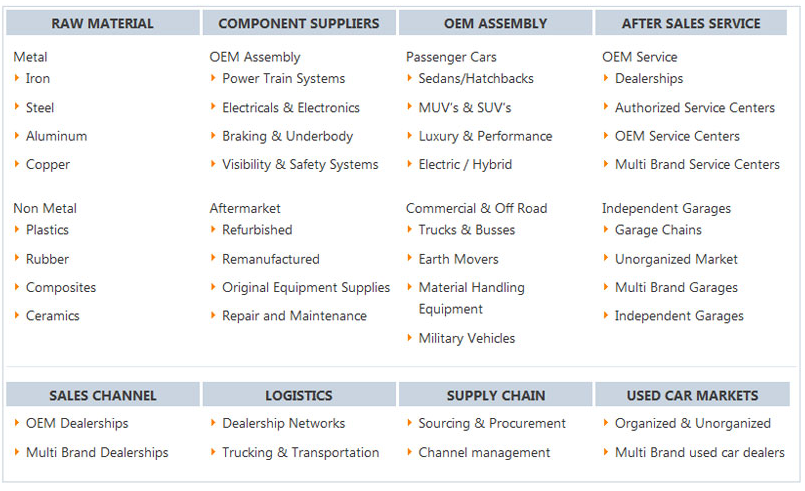 RAW MATERIAL
Metal
Iron
Steel
Aluminum
Copper
Non Metal
Plastics
Rubber
Composites
Ceramics
COMPONENT SUPPLIERS
OEM Assembly
Power Train Systems
Electricals & Electronics
Braking & Underbody
Visibility & Safety Systems
Aftermarket
Refurbished
Remanufactured
Original Equipment Supplies
Repair and Maintenance
OEM ASSEMBLY
Passenger Cars
Sedans/Hatchbacks
MUV's & SUV's
Luxury & Performance
Electric / Hybrid
Commercial & Off Road
Trucks & Busses
Earth Movers
Material Handling
Equipment
Military Vehicles
AFTER SALES SERVICE
OEM Service
Dealerships
Authorized Service Centers
OEM Service Centers
Multi Brand Service Centers
Independent Garages
Garage Chains
Unorganized Market
Multi Brand Garages
Independent Garages
SALES CHANNEL
OEM Dealerships
Multi Brand Dealerships
LOGISTICS
Dealership Networks
Trucking & Transportation
SUPPLY CHAIN
Sourcing & Procurement
Channel management
USED CAR MARKETS
Organized & Unorganized
Multi Brand used car dealers